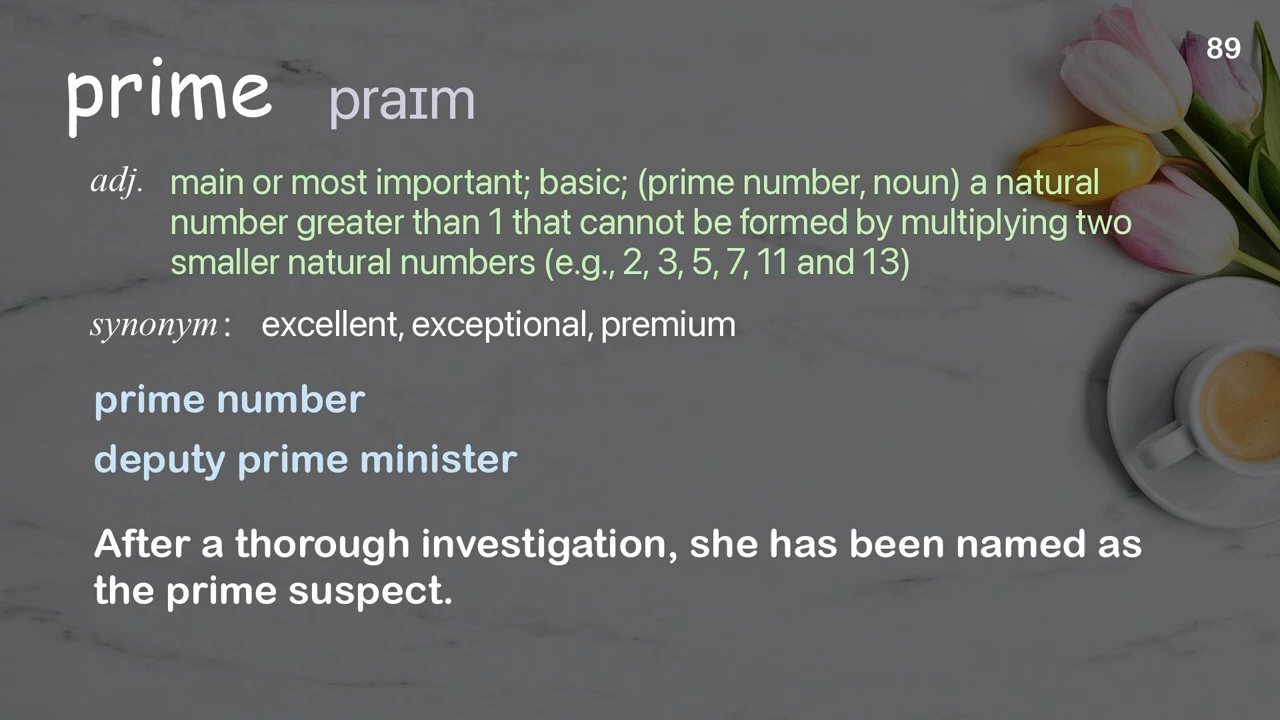 89
prime praɪm
adj. main or most important; basic; (prime number, noun) a natural
number greater than 1 that cannot be formed by multiplying two
smaller natural numbers (e.g., 2, 3, 5, 7, 11 and 13)
synonym: excellent, exceptional, premium
prime number
deputy prime minister
After a thorough investigation, she has been named as
the prime suspect.